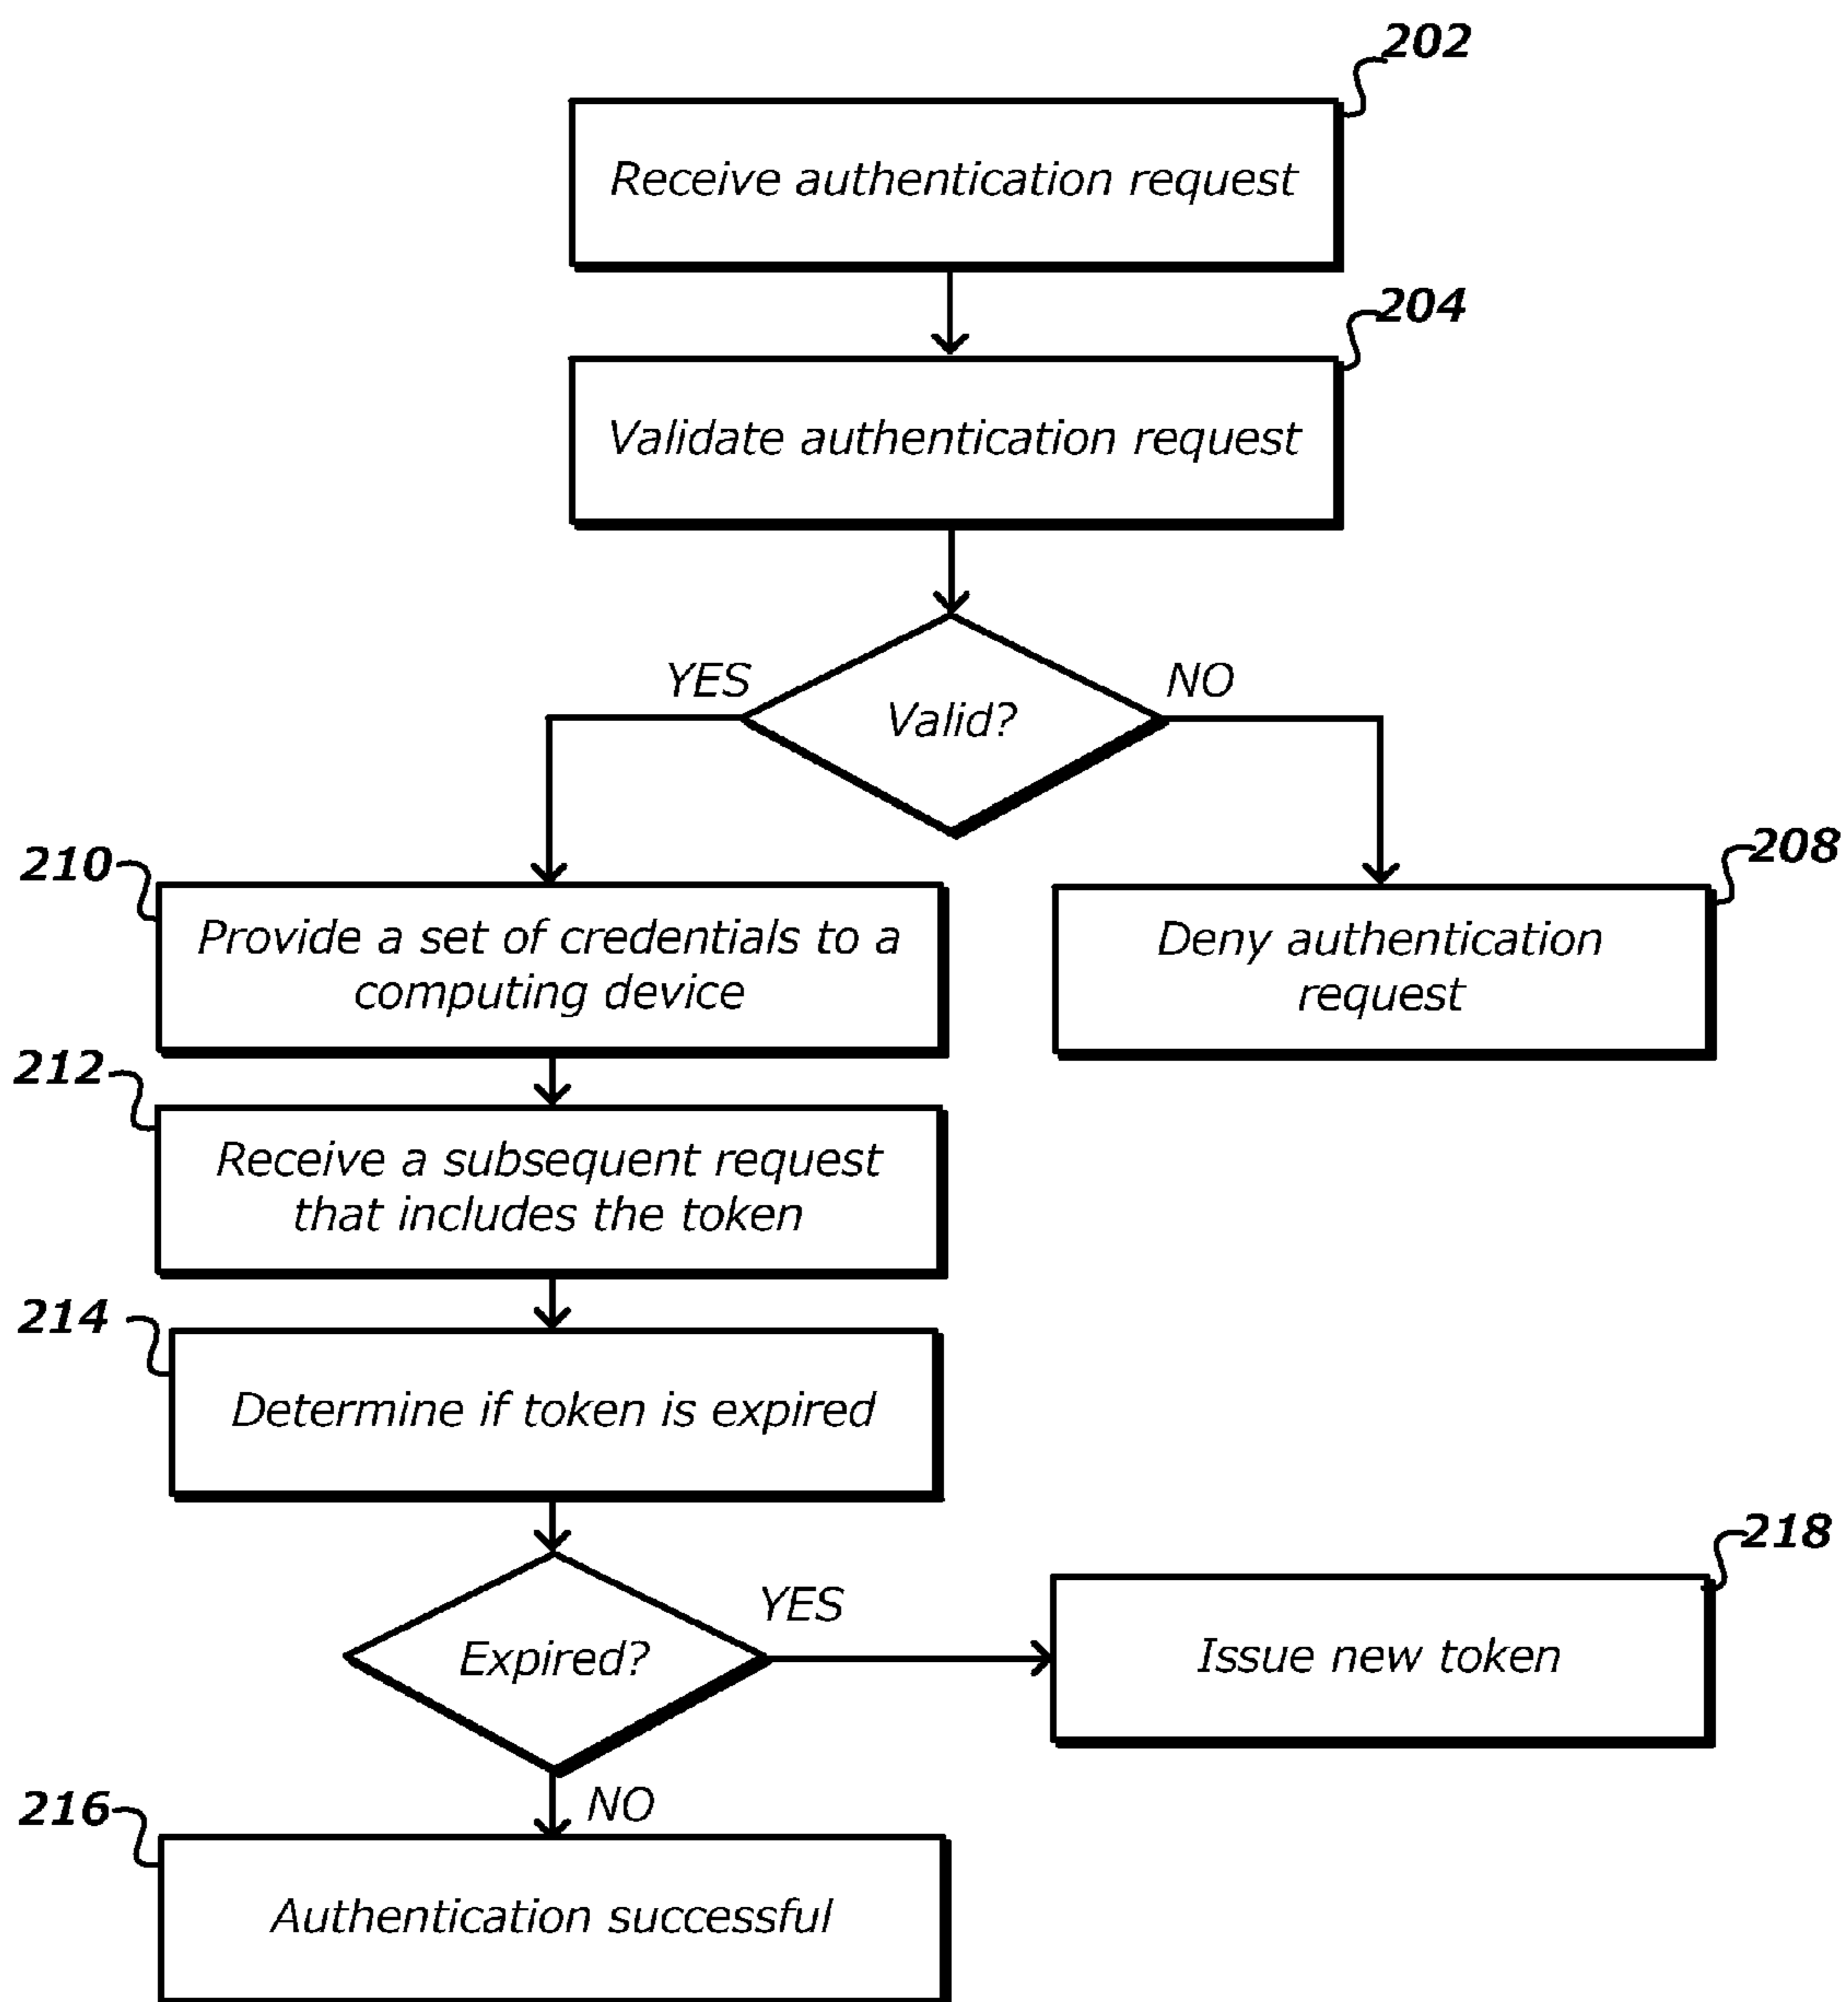 202
Receive authentication request
204
Validate authentication request
YES
NO
Valid?
210
208
Provide a set of credentials to a
computing device
Deny authentication
request
212
Receive a subsequent request
that includes the token
214
Determine if token is expired
218
YES
Expired?
Issue new token
216
NO
Authentication successful